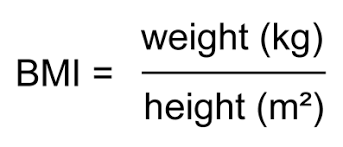 weight (kg)
BMI =
height (m²)